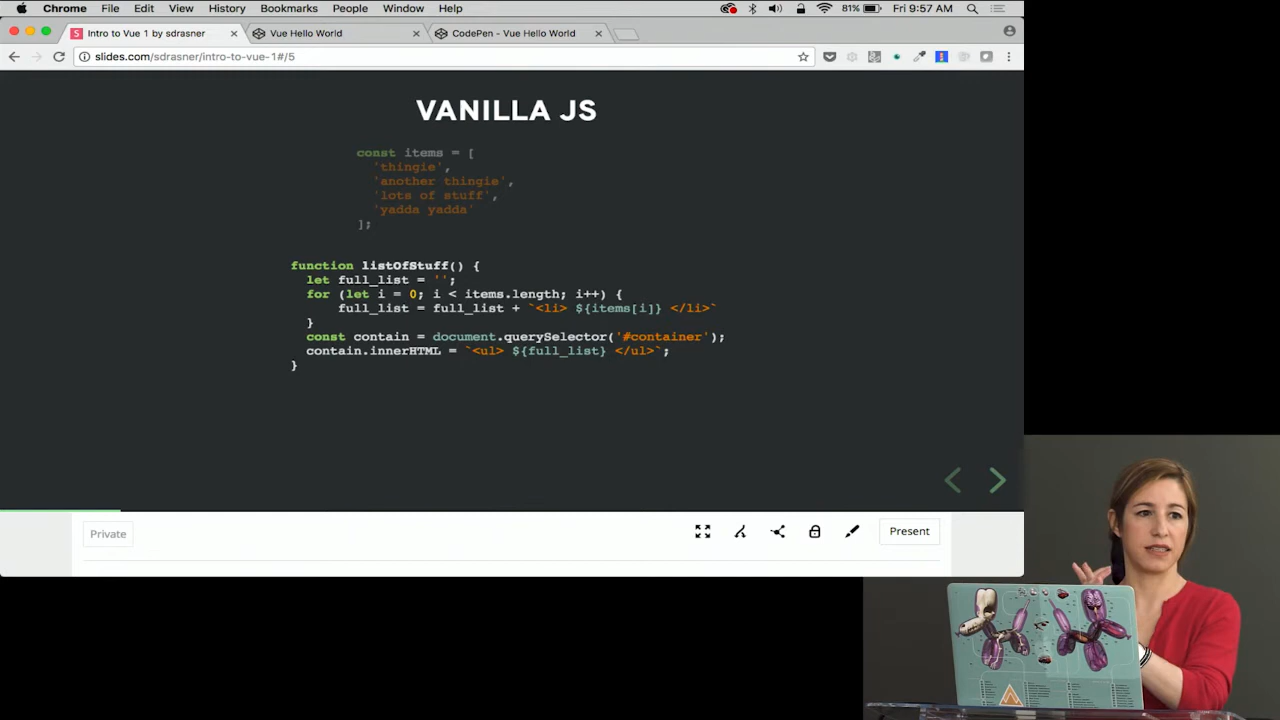 Chrome File Edit View History Bookmarks People Window Help 81% Fri 9:57 AM
Intro to Vue 1 by sdrasner Vue Hello World CodePen - Vue Hello World
slides.com/sdrasner/intro-to-vue-1#/5
VANILLA JS
const items = [
'thingie',
'another thingie',
'lots of stuff',
'yadda yadda'
];
function listOfStuff() {
let full_list = '';
for (let i = 0; i < items.length; i++) {
full_list = full_list + `<li> ${items[i]} </li>`
}
const contain = document.querySelector('#container');
contain.innerHTML = `<ul> ${full_list} </ul>`;
}
Private
Present